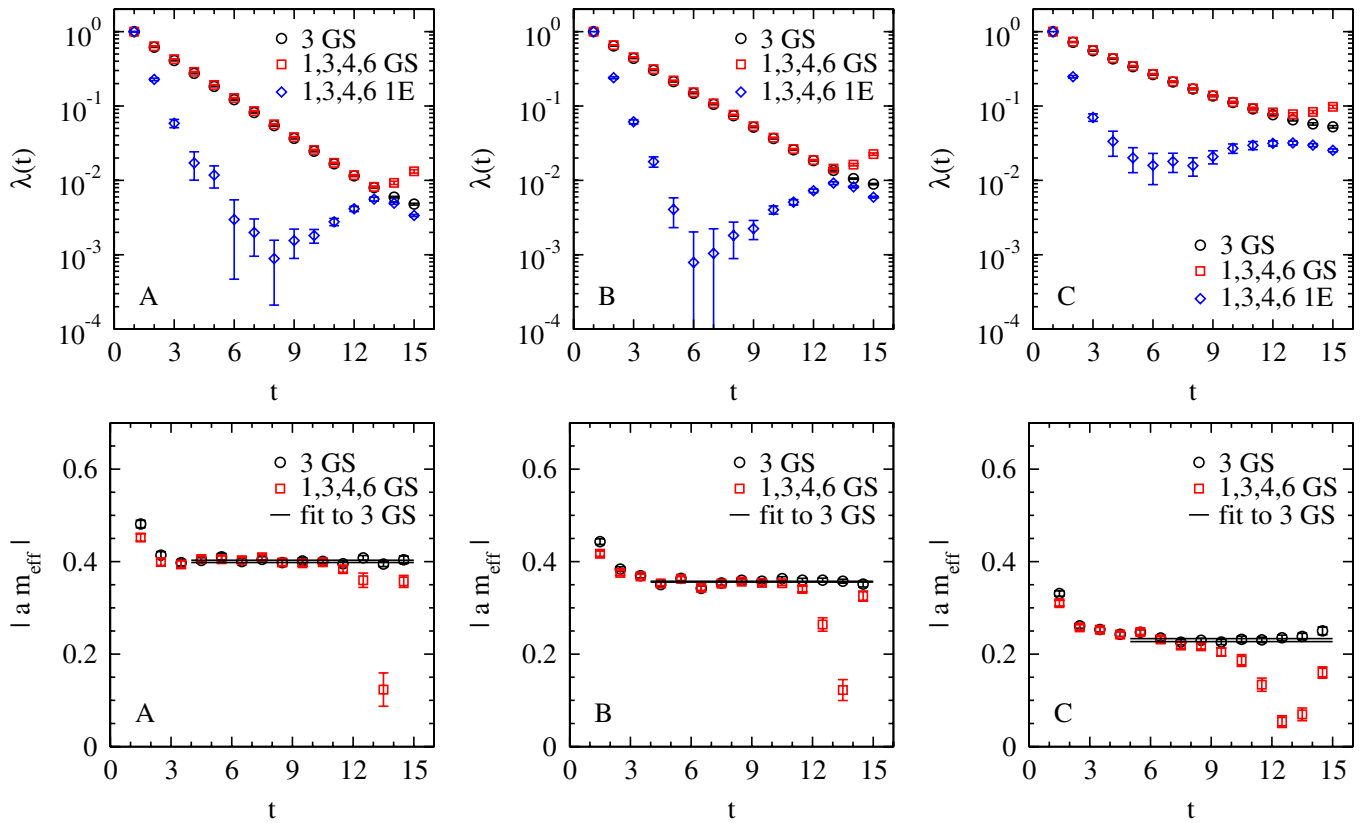 10^0
10^-1
10^-2
10^-3
10^-4
λ(t)
3 GS
1,3,4,6 GS
1,3,4,6 1E
A
0 3 6 9 12 15
t
10^0
10^-1
10^-2
10^-3
10^-4
λ(t)
3 GS
1,3,4,6 GS
1,3,4,6 1E
B
0 3 6 9 12 15
t
10^0
10^-1
10^-2
10^-3
10^-4
λ(t)
3 GS
1,3,4,6 GS
1,3,4,6 1E
C
0 3 6 9 12 15
t
0.6
0.4
0.2
0
| a m_eff |
3 GS
1,3,4,6 GS
fit to 3 GS
A
0 3 6 9 12 15
t
0.6
0.4
0.2
0
| a m_eff |
3 GS
1,3,4,6 GS
fit to 3 GS
B
0 3 6 9 12 15
t
0.6
0.4
0.2
0
| a m_eff |
3 GS
1,3,4,6 GS
fit to 3 GS
C
0 3 6 9 12 15
t